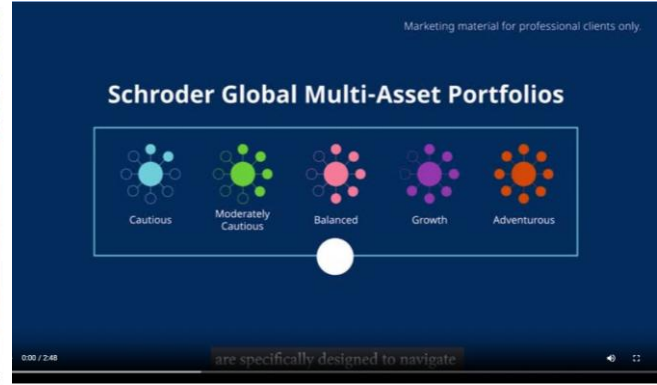 Marketing material for professional clients only.
Schroder Global Multi-Asset Portfolios
Cautious
Moderately
Cautious
Balanced
Growth
Adventurous
are specifically designed to navigate
0:00 / 2:48